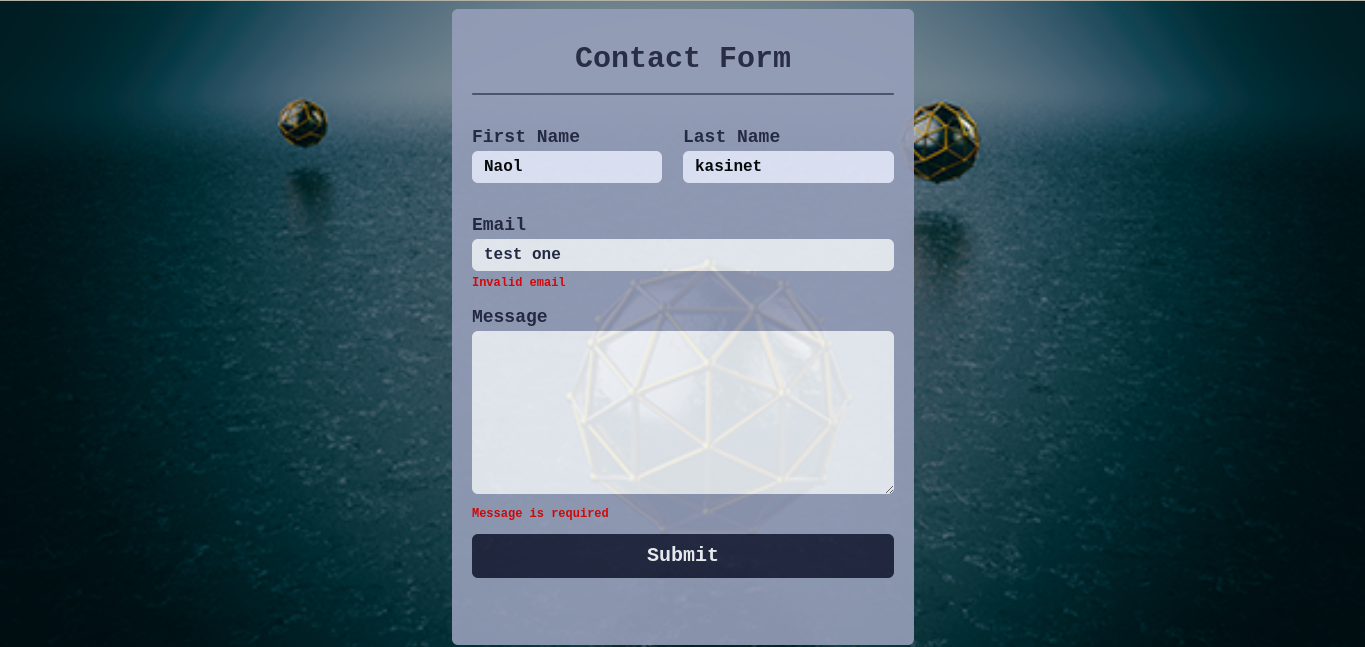 Contact Form
First Name Last Name
Naol kasinet
Email
test one
Invalid email
Message
Message is required
Submit